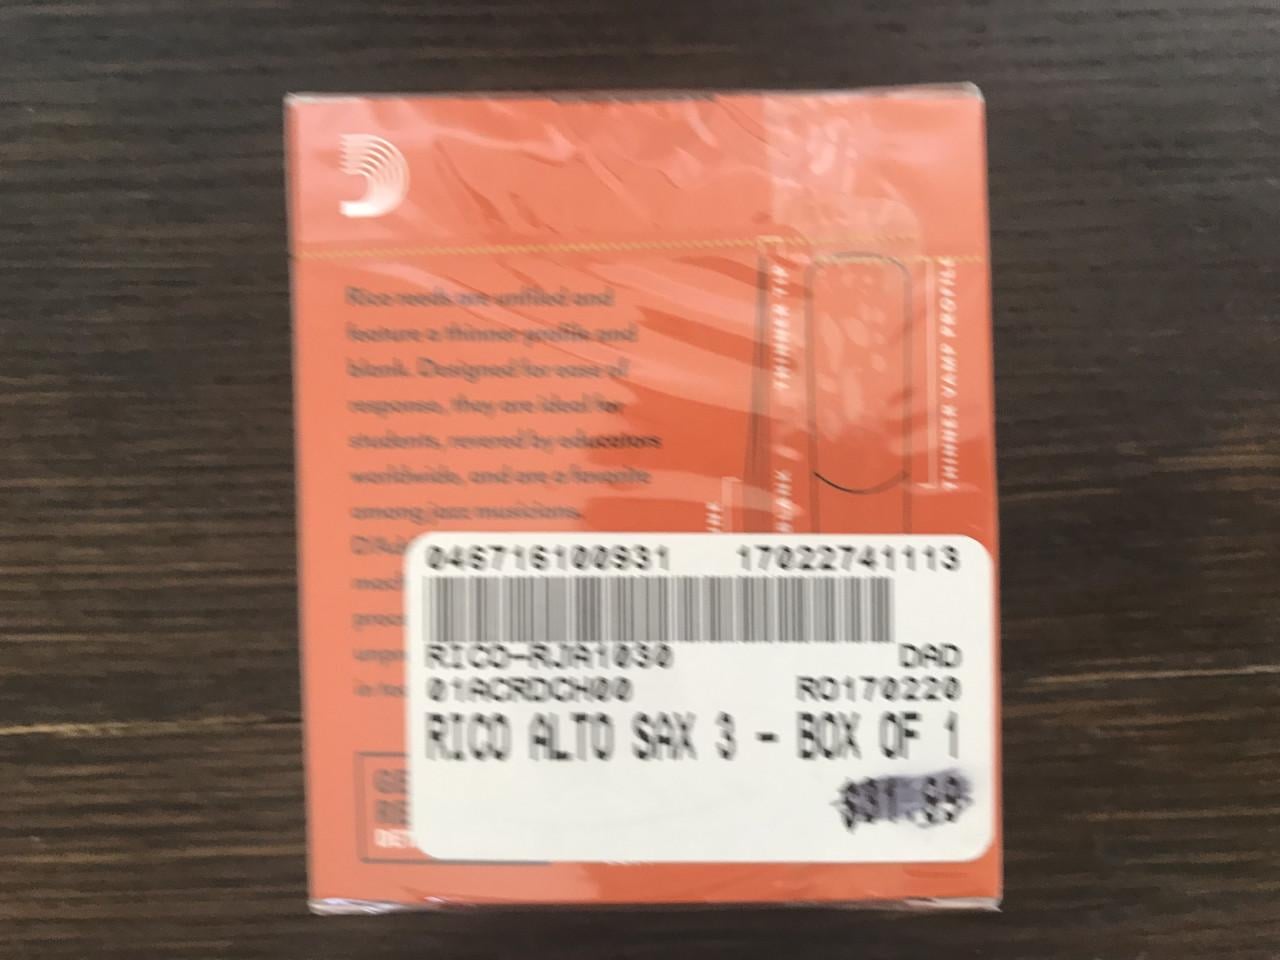 Rico reeds are unfiled and
feature a thinner profile and
blank. Designed for ease of
response, they are ideal for
students, revered by educators
worldwide, and are a favorite
among jazz musicians.
THINNER TIP
THINNER VAMP PROFILE
BLANK
046716100931 17022741113
RICO-RJA1030 DAD
01ACRDCH00 RO170220
RICO ALTO SAX 3 - BOX OF 1